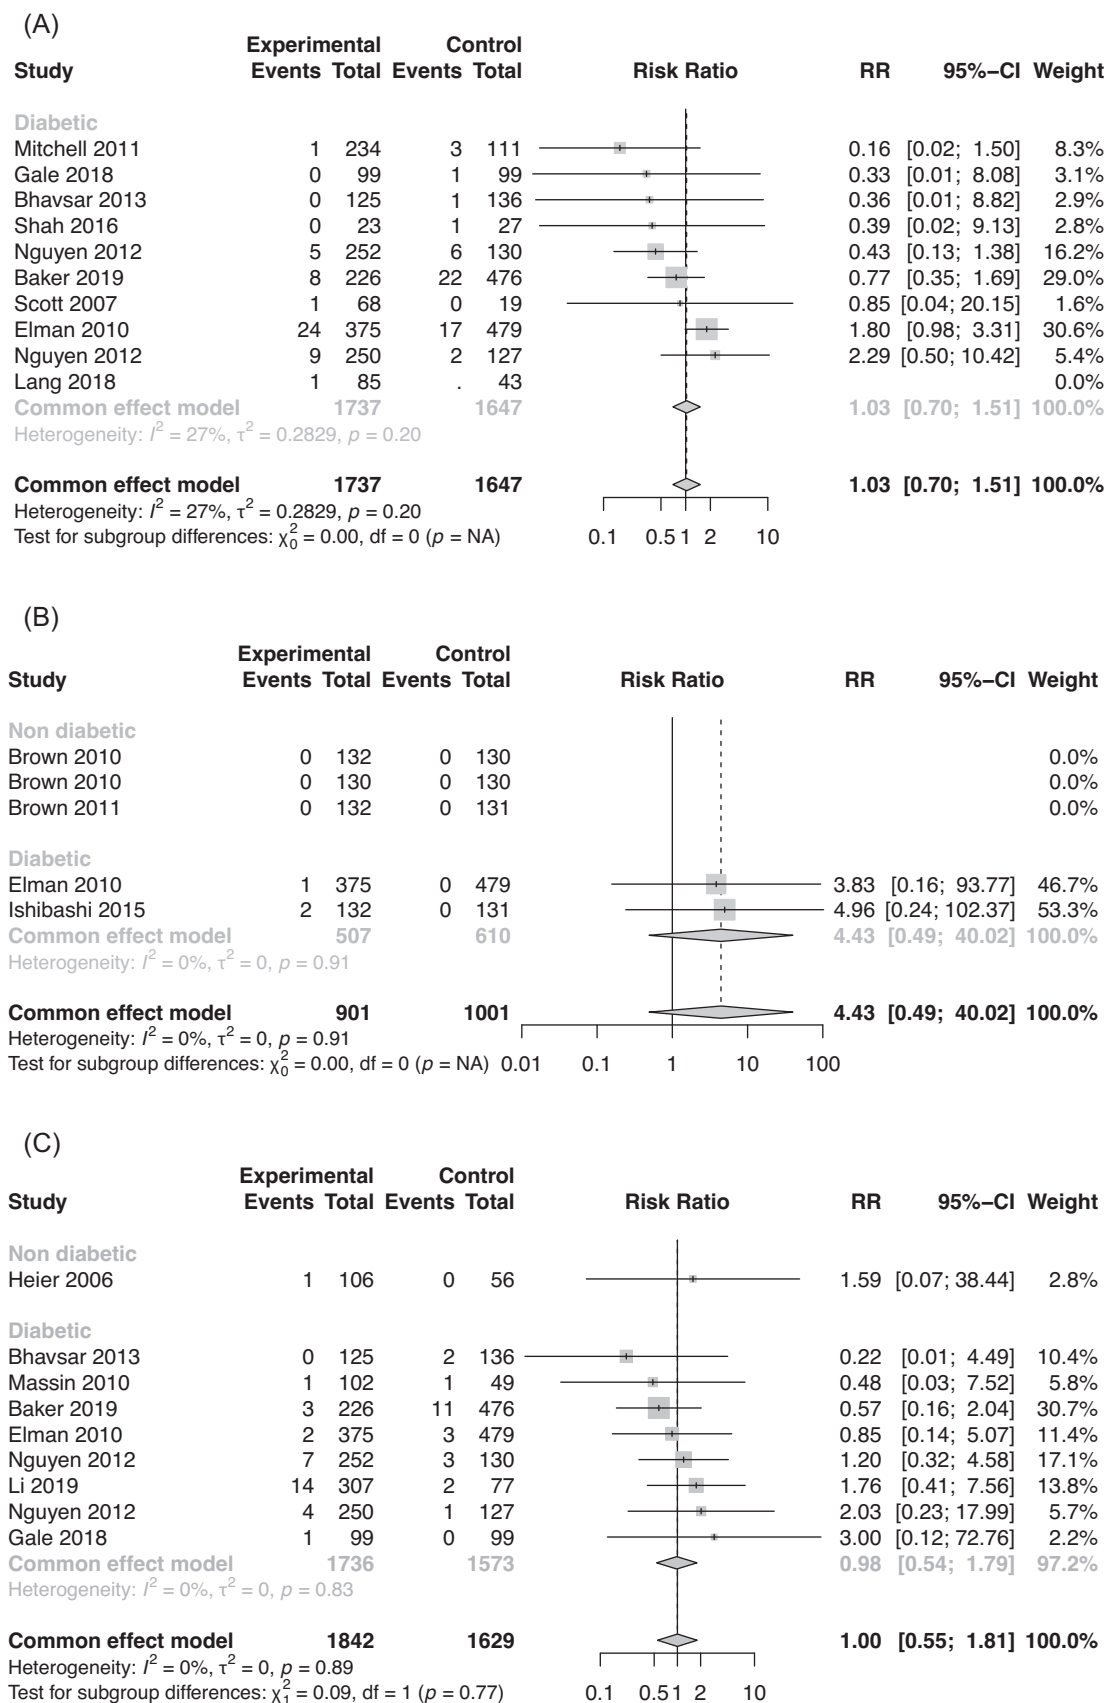 (A)
Experimental Control
Study Events Total Events Total Risk Ratio RR 95%−CI Weight
Diabetic
Mitchell 2011 1 234 3 111 0.16 [0.02; 1.50] 8.3%
Gale 2018 0 99 1 99 0.33 [0.01; 8.08] 3.1%
Bhavsar 2013 0 125 1 136 0.36 [0.01; 8.82] 2.9%
Shah 2016 0 23 1 27 0.39 [0.02; 9.13] 2.8%
Nguyen 2012 5 252 6 130 0.43 [0.13; 1.38] 16.2%
Baker 2019 8 226 22 476 0.77 [0.35; 1.69] 29.0%
Scott 2007 1 68 0 19 0.85 [0.04; 20.15] 1.6%
Elman 2010 24 375 17 479 1.80 [0.98; 3.31] 30.6%
Nguyen 2012 9 250 2 127 2.29 [0.50; 10.42] 5.4%
Lang 2018 1 85 . 43 0.0%
Common effect model 1737 1647 1.03 [0.70; 1.51] 100.0%
Heterogeneity: I² = 27%, τ² = 0.2829, p = 0.20
Common effect model 1737 1647 1.03 [0.70; 1.51] 100.0%
Heterogeneity: I² = 27%, τ² = 0.2829, p = 0.20
Test for subgroup differences: χ²₀ = 0.00, df = 0 (p = NA)
0.1 0.5 1 2 10
(B)
Experimental Control
Study Events Total Events Total Risk Ratio RR 95%−CI Weight
Non diabetic
Brown 2010 0 132 0 130 0.0%
Brown 2010 0 130 0 130 0.0%
Brown 2011 0 132 0 131 0.0%
Diabetic
Elman 2010 1 375 0 479 3.83 [0.16; 93.77] 46.7%
Ishibashi 2015 2 132 0 131 4.96 [0.24; 102.37] 53.3%
Common effect model 507 610 4.43 [0.49; 40.02] 100.0%
Heterogeneity: I² = 0%, τ² = 0, p = 0.91
Common effect model 901 1001 4.43 [0.49; 40.02] 100.0%
Heterogeneity: I² = 0%, τ² = 0, p = 0.91
Test for subgroup differences: χ²₀ = 0.00, df = 0 (p = NA) 0.01 0.1 1 10 100
(C)
Experimental Control
Study Events Total Events Total Risk Ratio RR 95%−CI Weight
Non diabetic
Heier 2006 1 106 0 56 1.59 [0.07; 38.44] 2.8%
Diabetic
Bhavsar 2013 0 125 2 136 0.22 [0.01; 4.49] 10.4%
Massin 2010 1 102 1 49 0.48 [0.03; 7.52] 5.8%
Baker 2019 3 226 11 476 0.57 [0.16; 2.04] 30.7%
Elman 2010 2 375 3 479 0.85 [0.14; 5.07] 11.4%
Nguyen 2012 7 252 3 130 1.20 [0.32; 4.58] 17.1%
Li 2019 14 307 2 77 1.76 [0.41; 7.56] 13.8%
Nguyen 2012 4 250 1 127 2.03 [0.23; 17.99] 5.7%
Gale 2018 1 99 0 99 3.00 [0.12; 72.76] 2.2%
Common effect model 1736 1573 0.98 [0.54; 1.79] 97.2%
Heterogeneity: I² = 0%, τ² = 0, p = 0.83
Common effect model 1842 1629 1.00 [0.55; 1.81] 100.0%
Heterogeneity: I² = 0%, τ² = 0, p = 0.89
Test for subgroup differences: χ²₁ = 0.09, df = 1 (p = 0.77) 0.1 0.5 1 2 10